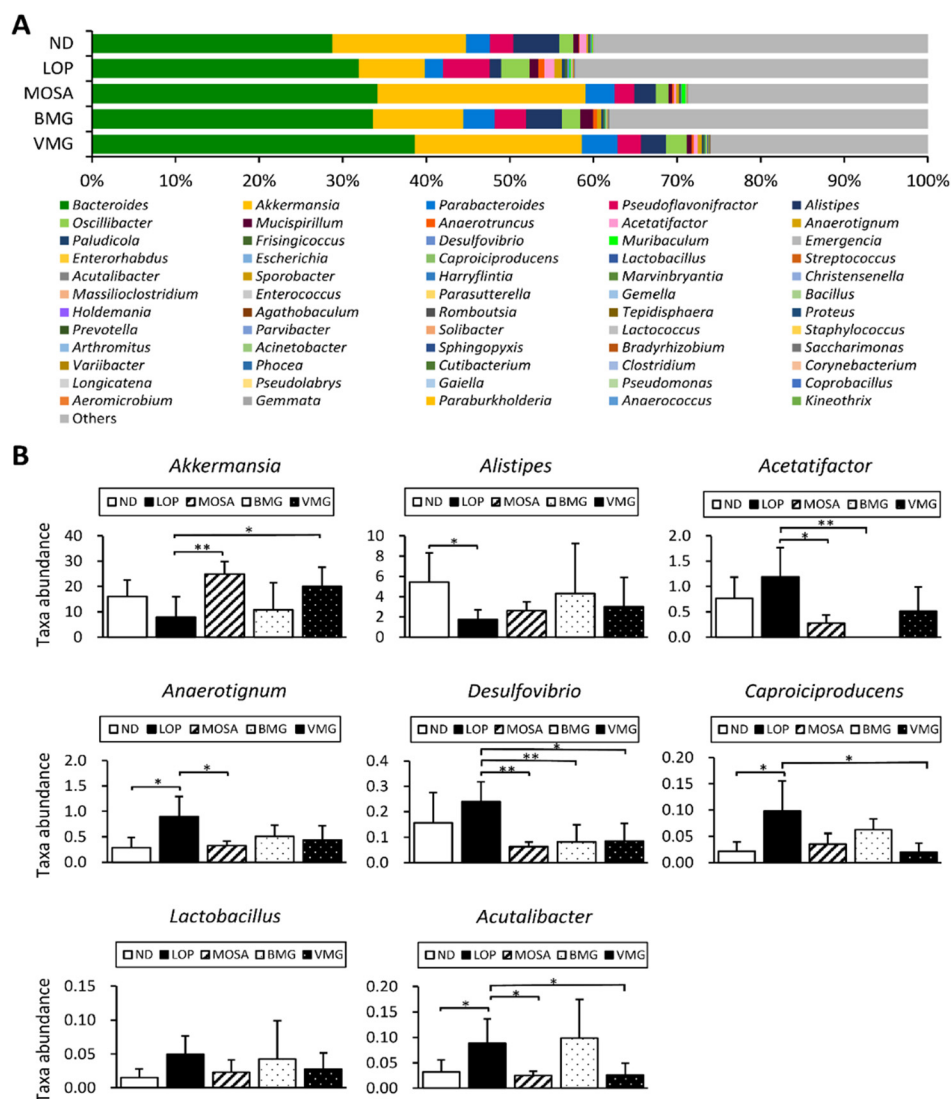 A
ND
LOP
MOSA
BMG
VMG
0% 10% 20% 30% 40% 50% 60% 70% 80% 90% 100%
Bacteroides Akkermansia Parabacteroides Pseudoflavonifractor Alistipes
Oscillibacter Mucispirillum Anaerotruncus Acetatifactor Anaerotignum
Paludicola Frisingicoccus Desulfovibrio Muribaculum Emergencia
Enterorhabdus Escherichia Caproiciproducens Lactobacillus Streptococcus
Acutalibacter Sporobacter Harryflintia Marvinbryantia Christensenella
Massilioclostridium Enterococcus Parasutterella Gemella Bacillus
Holdemania Agathobaculum Romboutsia Tepidisphaera Proteus
Prevotella Parvibacter Solibacter Lactococcus Staphylococcus
Arthromitus Acinetobacter Sphingopyxis Bradyrhizobium Saccharimonas
Variibacter Phocea Cutibacterium Clostridium Corynebacterium
Longicatena Pseudolabrys Gaiella Pseudomonas Coprobacillus
Aeromicrobium Gemmata Paraburkholderia Anaerococcus Kineothrix
Others
B
Akkermansia Alistipes Acetatifactor
ND LOP MOSA BMG VMG ND LOP MOSA BMG VMG ND LOP MOSA BMG VMG
Taxa abundance
40 10 2.0
30 8 1.5
20 6 1.0
10 4 0.5
0 2 0.0
0
* ** * ** *
Anaerotignum Desulfovibrio Caproiciproducens
ND LOP MOSA BMG VMG ND LOP MOSA BMG VMG ND LOP MOSA BMG VMG
Taxa abundance
2.0 0.4 0.20
1.5 0.3 0.15
1.0 0.2 0.10
0.5 0.1 0.05
0.0 0.0 0.00
* * * ** ** * *
Lactobacillus Acutalibacter
ND LOP MOSA BMG VMG ND LOP MOSA BMG VMG
Taxa abundance
0.15 0.20
0.10 0.15
0.05 0.10
0.00 0.05
0.00
* * *